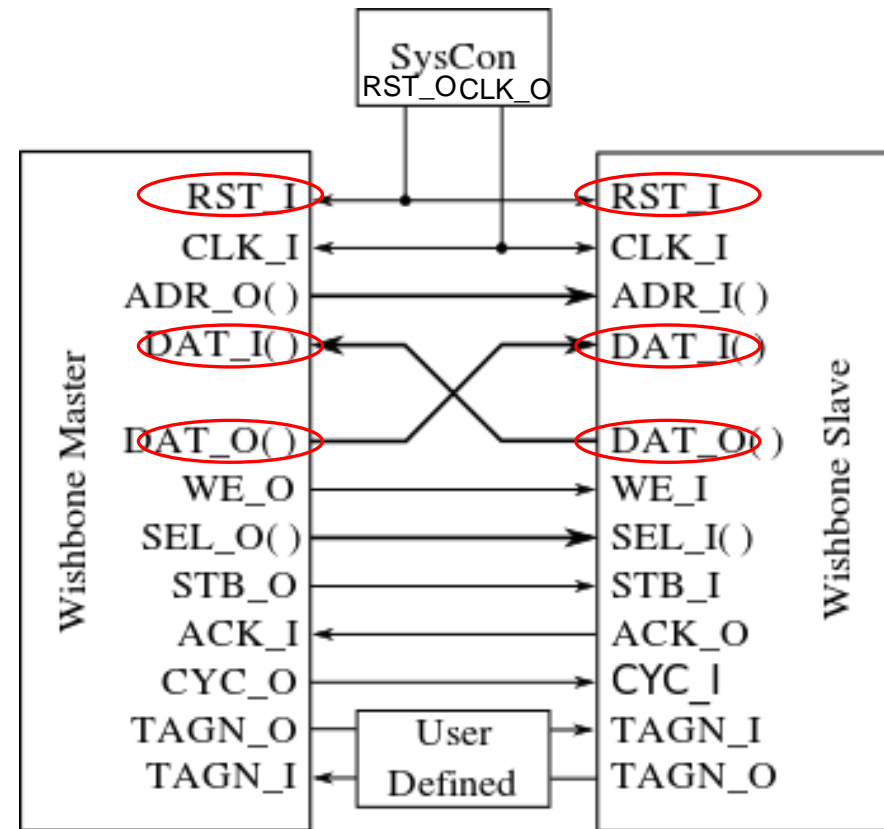 SysCon
RST_O CLK_O
RST_I RST_I
CLK_I CLK_I
ADR_O() ADR_I()
DAT_I() DAT_I()
DAT_O() DAT_O()
WE_O WE_I
SEL_O() SEL_I()
STB_O STB_I
ACK_I ACK_O
CYC_O CYC_I
TAGN_O User TAGN_I
TAGN_I Defined TAGN_O
Wishbone Master
Wishbone Slave